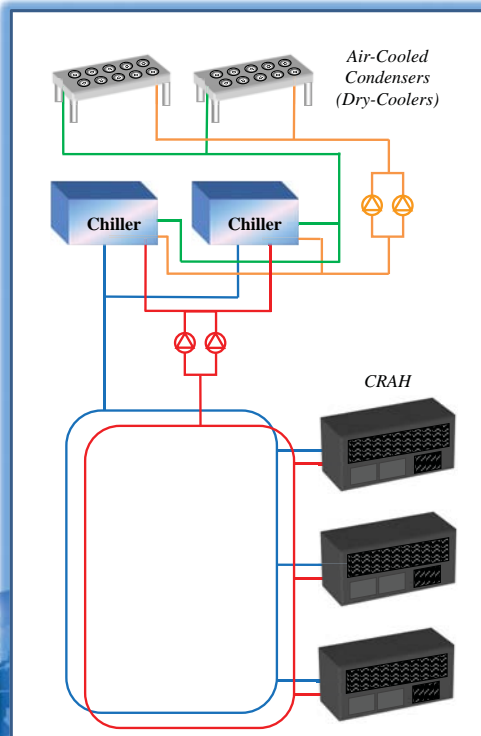 Air-Cooled
Condensers
(Dry-Coolers)
Chiller
Chiller
CRAH